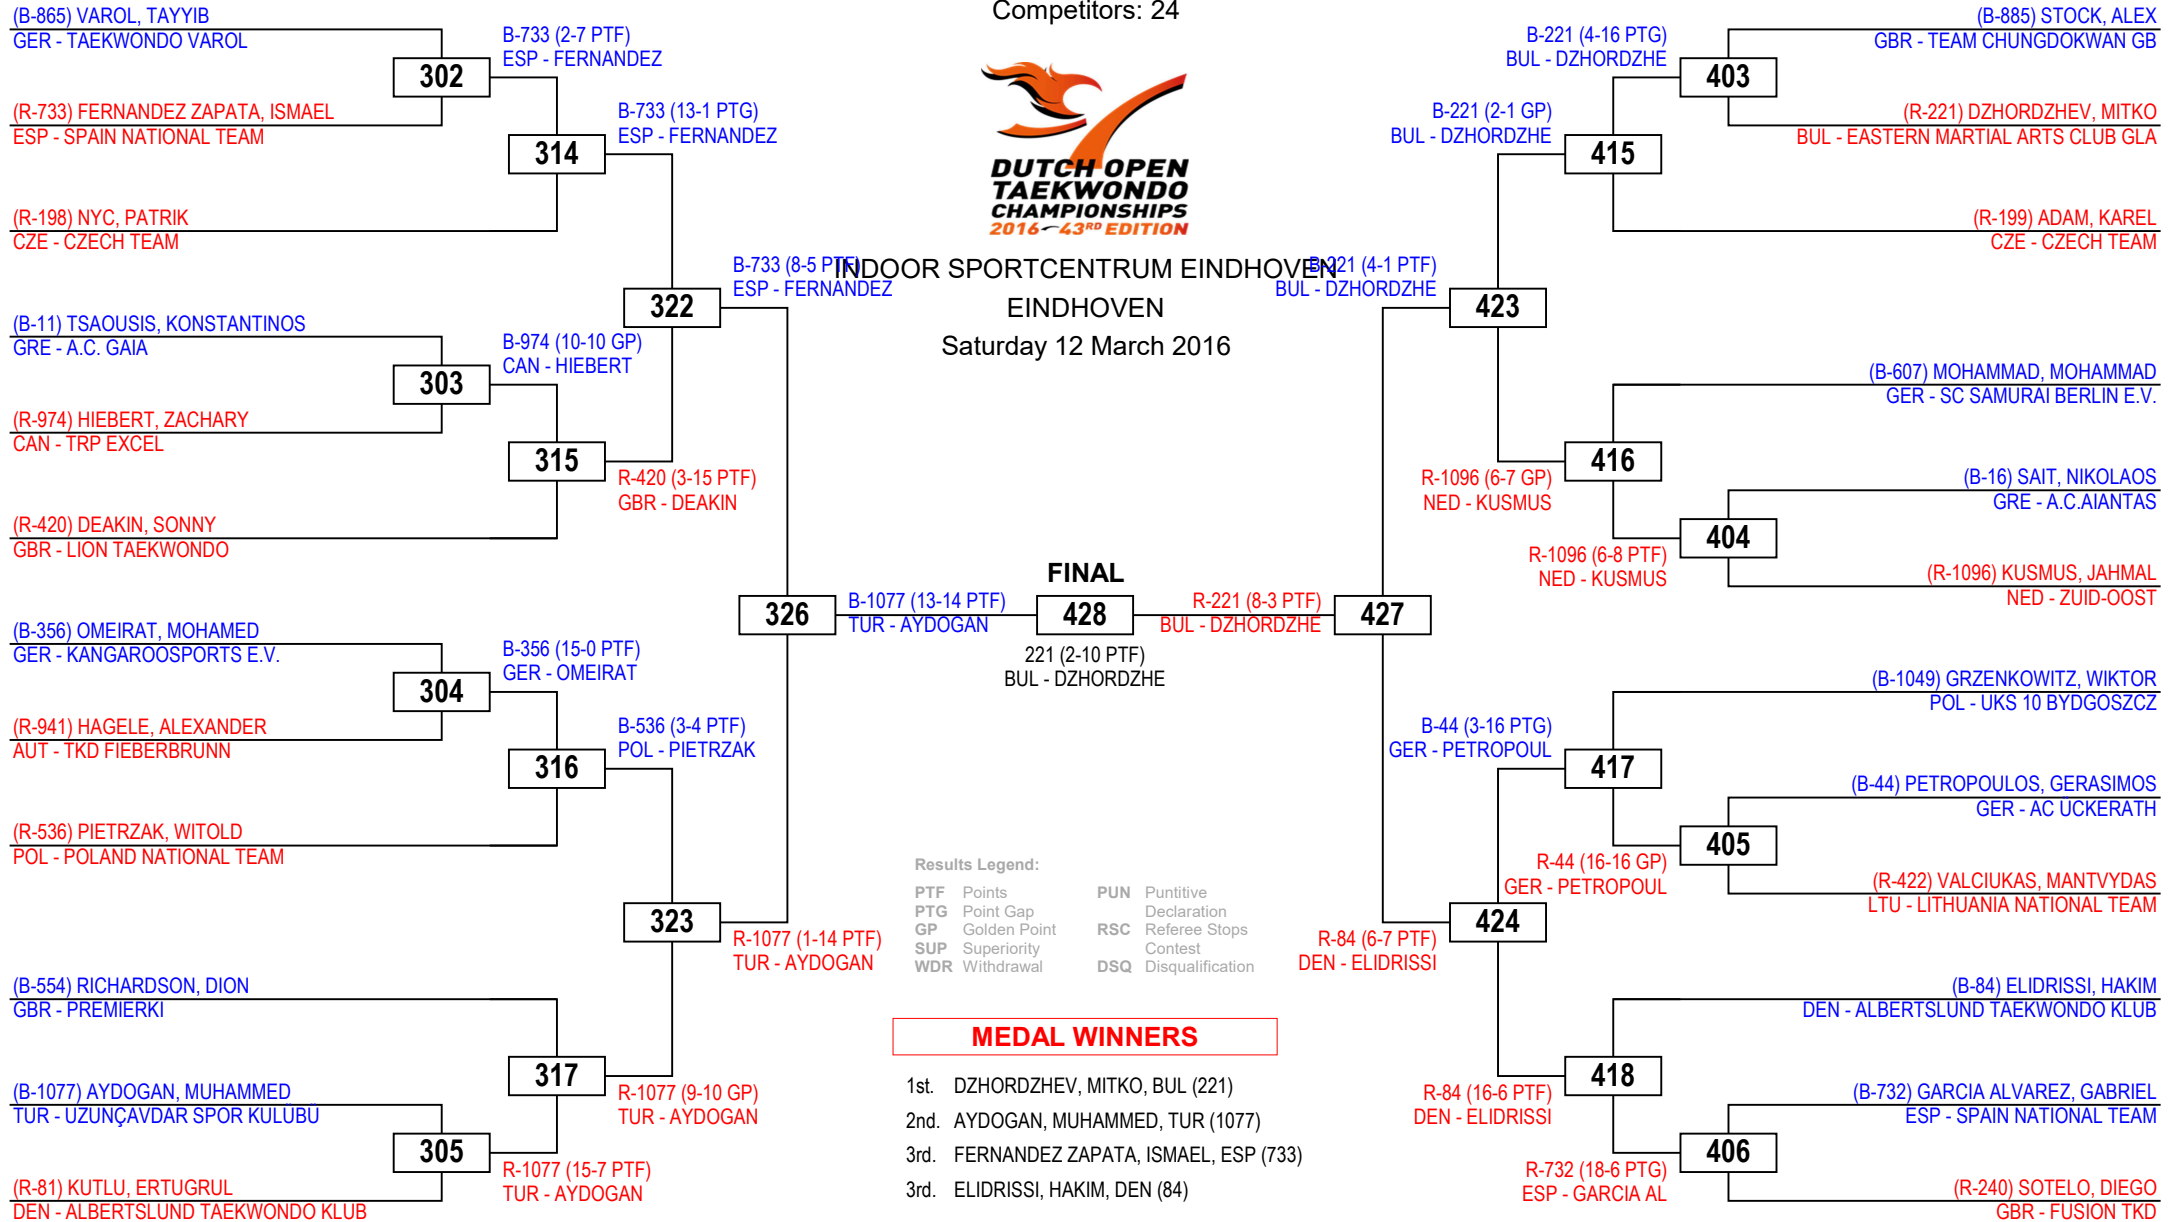 Competitors: 24
DUTCH OPEN
TAEKWONDO
CHAMPIONSHIPS
2016 43RD EDITION
INDOOR SPORTCENTRUM EINDHOVEN
EINDHOVEN
Saturday 12 March 2016
(B-865) VAROL, TAYYIB
GER - TAEKWONDO VAROL
302
(R-733) FERNANDEZ ZAPATA, ISMAEL
ESP - SPAIN NATIONAL TEAM
B-733 (2-7 PTF)
ESP - FERNANDEZ
314
(R-198) NYC, PATRIK
CZE - CZECH TEAM
B-733 (13-1 PTG)
ESP - FERNANDEZ
322
B-733 (8-5 PTF)
ESP - FERNANDEZ
(B-11) TSAOUSIS, KONSTANTINOS
GRE - A.C. GAIA
303
(R-974) HIEBERT, ZACHARY
CAN - TRP EXCEL
B-974 (10-10 GP)
CAN - HIEBERT
315
(R-420) DEAKIN, SONNY
GBR - LION TAEKWONDO
R-420 (3-15 PTF)
GBR - DEAKIN
326
(B-356) OMEIRAT, MOHAMED
GER - KANGAROOSPORTS E.V.
304
(R-941) HAGELE, ALEXANDER
AUT - TKD FIEBERBRUNN
B-356 (15-0 PTF)
GER - OMEIRAT
316
(R-536) PIETRZAK, WITOLD
POL - POLAND NATIONAL TEAM
B-536 (3-4 PTF)
POL - PIETRZAK
323
R-1077 (1-14 PTF)
TUR - AYDOGAN
(B-554) RICHARDSON, DION
GBR - PREMIERKI
317
R-1077 (9-10 GP)
TUR - AYDOGAN
(B-1077) AYDOGAN, MUHAMMED
TUR - UZUNÇAVDAR SPOR KULÜBÜ
305
(R-81) KUTLU, ERTUGRUL
DEN - ALBERTSLUND TAEKWONDO KLUB
R-1077 (15-7 PTF)
TUR - AYDOGAN
B-1077 (13-14 PTF)
TUR - AYDOGAN
FINAL
428
221 (2-10 PTF)
BUL - DZHORDZHE
R-221 (8-3 PTF)
BUL - DZHORDZHE
427
(B-885) STOCK, ALEX
GBR - TEAM CHUNGDOKWAN GB
403
(R-221) DZHORDZHEV, MITKO
BUL - EASTERN MARTIAL ARTS CLUB GLA
B-221 (4-16 PTG)
BUL - DZHORDZHE
415
(R-199) ADAM, KAREL
CZE - CZECH TEAM
B-221 (2-1 GP)
BUL - DZHORDZHE
423
B-221 (4-1 PTF)
BUL - DZHORDZHE
(B-607) MOHAMMAD, MOHAMMAD
GER - SC SAMURAI BERLIN E.V.
416
R-1096 (6-7 GP)
NED - KUSMUS
(B-16) SAIT, NIKOLAOS
GRE - A.C.AIANTAS
404
(R-1096) KUSMUS, JAHMAL
NED - ZUID-OOST
R-1096 (6-8 PTF)
NED - KUSMUS
(B-1049) GRZENKOWITZ, WIKTOR
POL - UKS 10 BYDGOSZCZ
417
B-44 (3-16 PTG)
GER - PETROPOUL
(B-44) PETROPOULOS, GERASIMOS
GER - AC UCKERATH
405
(R-422) VALCIUKAS, MANTVYDAS
LTU - LITHUANIA NATIONAL TEAM
R-44 (16-16 GP)
GER - PETROPOUL
424
R-84 (6-7 PTF)
DEN - ELIDRISSI
(B-84) ELIDRISSI, HAKIM
DEN - ALBERTSLUND TAEKWONDO KLUB
418
R-84 (16-6 PTF)
DEN - ELIDRISSI
(B-732) GARCIA ALVAREZ, GABRIEL
ESP - SPAIN NATIONAL TEAM
406
(R-240) SOTELO, DIEGO
GBR - FUSION TKD
R-732 (18-6 PTG)
ESP - GARCIA AL
Results Legend:
PTF Points
PTG Point Gap
GP Golden Point
SUP Superiority
WDR Withdrawal
PUN Puntitive
Declaration
RSC Referee Stops
Contest
DSQ Disqualification
MEDAL WINNERS
1st. DZHORDZHEV, MITKO, BUL (221)
2nd. AYDOGAN, MUHAMMED, TUR (1077)
3rd. FERNANDEZ ZAPATA, ISMAEL, ESP (733)
3rd. ELIDRISSI, HAKIM, DEN (84)